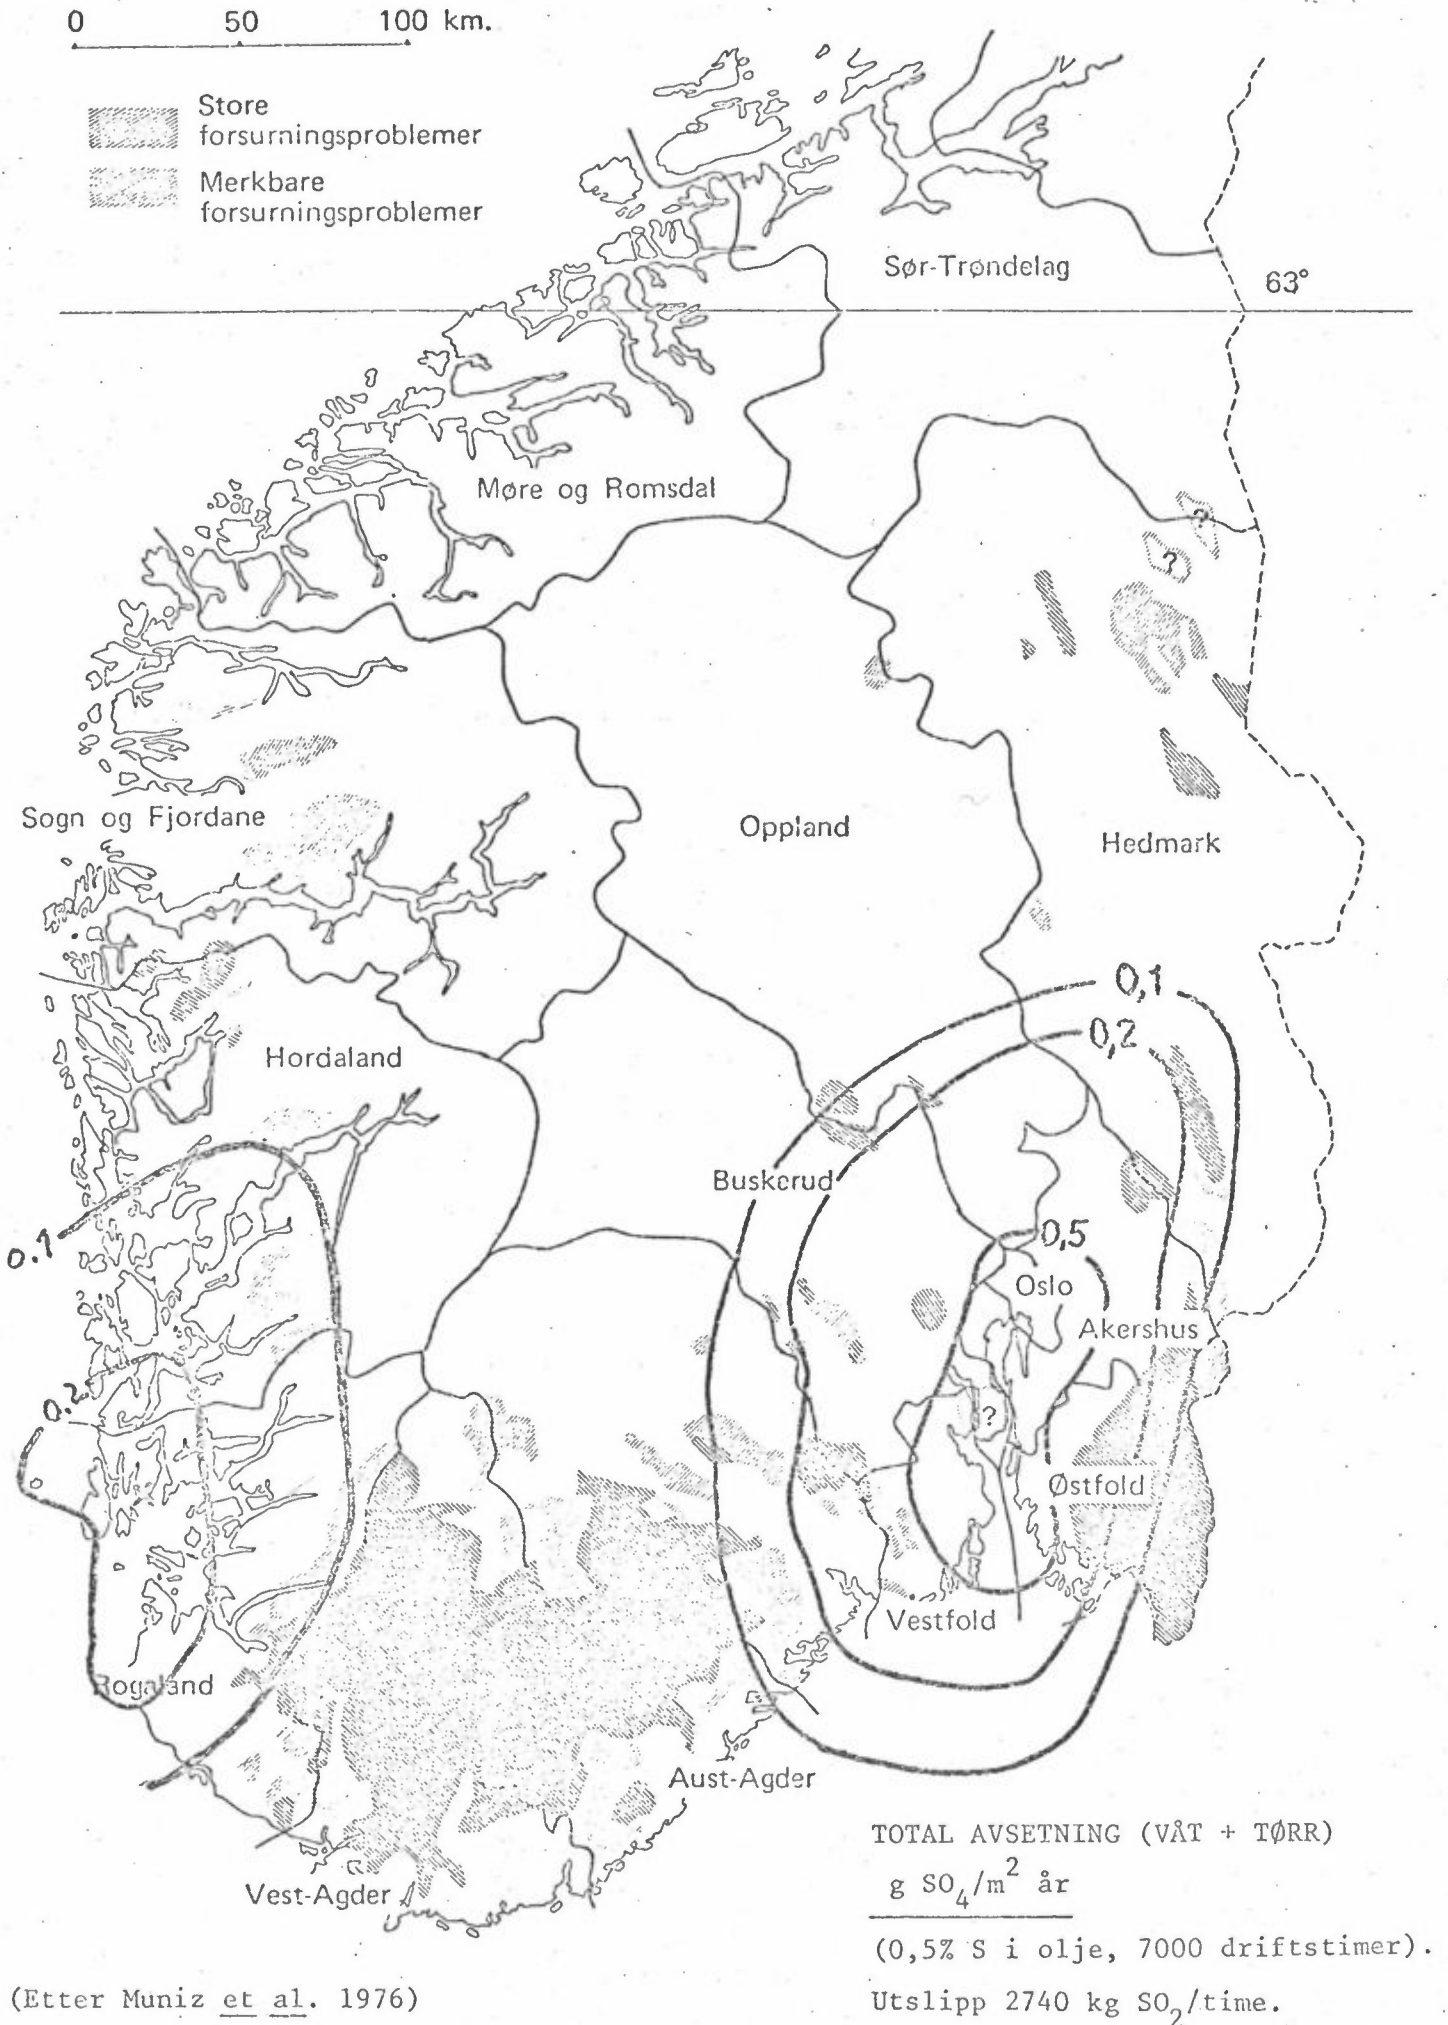 0 50 100 km.
Store
forsurningsproblemer
Merkbare
forsurningsproblemer
Sør-Trøndelag
63°
Møre og Romsdal
?
?
Sogn og Fjordane
Oppland
Hedmark
0,1
0,2
Hordaland
Buskerud
0.1
0,5
Oslo
Akershus
0.2
?
Østfold
Vestfold
Rogaland
Aust-Agder
Vest-Agder
TOTAL AVSETNING (VÅT + TØRR)
g SO₄/m² år
(0,5% S i olje, 7000 driftstimer).
Utslipp 2740 kg SO₂/time.
(Etter Muniz et al. 1976)